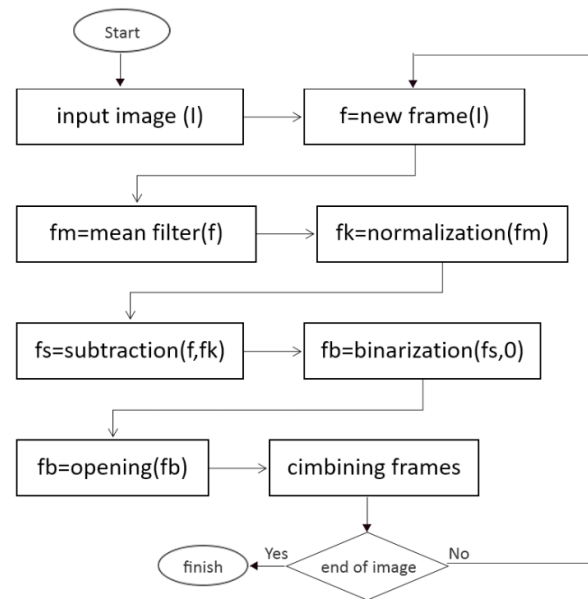 Start
input image (I)
f=new frame(I)
fm=mean filter(f)
fk=normalization(fm)
fs=subtraction(f,fk)
fb=binarization(fs,0)
fb=opening(fb)
cimbining frames
finish
Yes
end of image
No